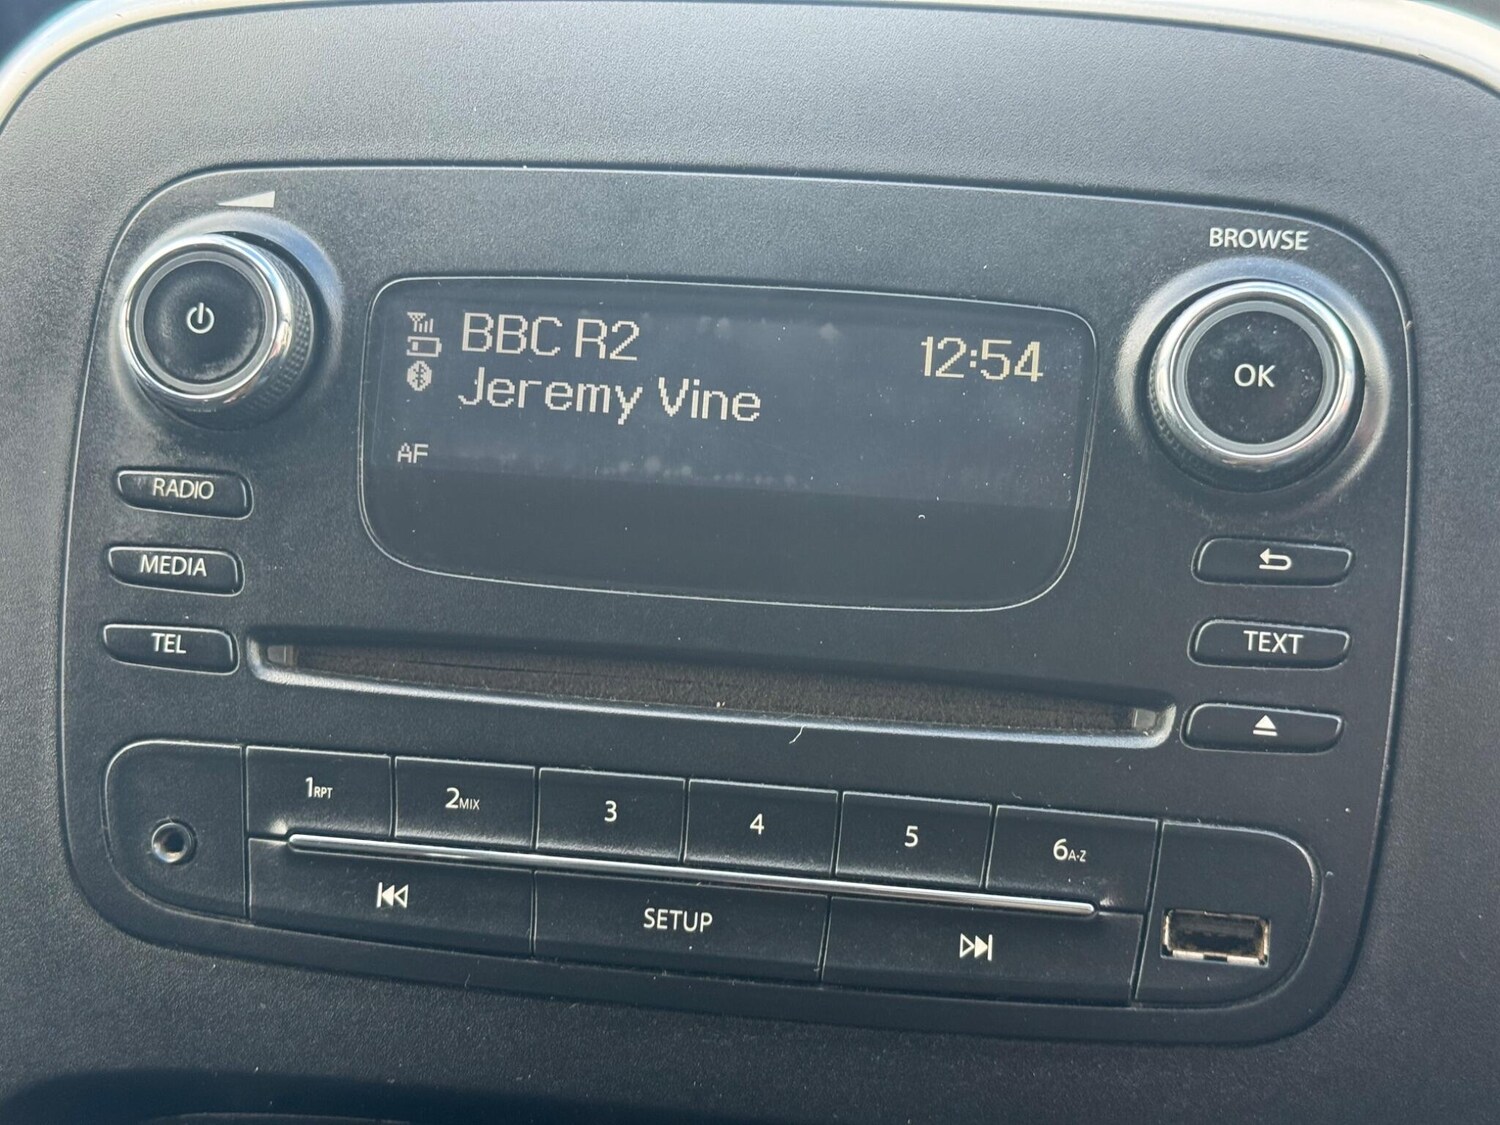 BROWSE
BBC R2
12:54
Jeremy Vine
AF
OK
RADIO
MEDIA
TEL
TEXT
1RPT
2MIX
3
4
5
6A-Z
SETUP